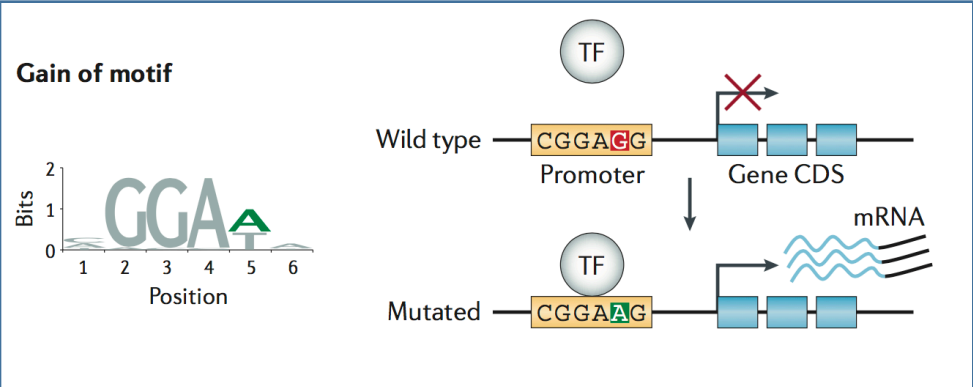 Gain of motif
2
1
0
Bits
GGAA
T
1 2 3 4 5 6
Position
TF
Wild type
CGGAGG
Promoter
Gene CDS
mRNA
TF
Mutated
CGGAAG